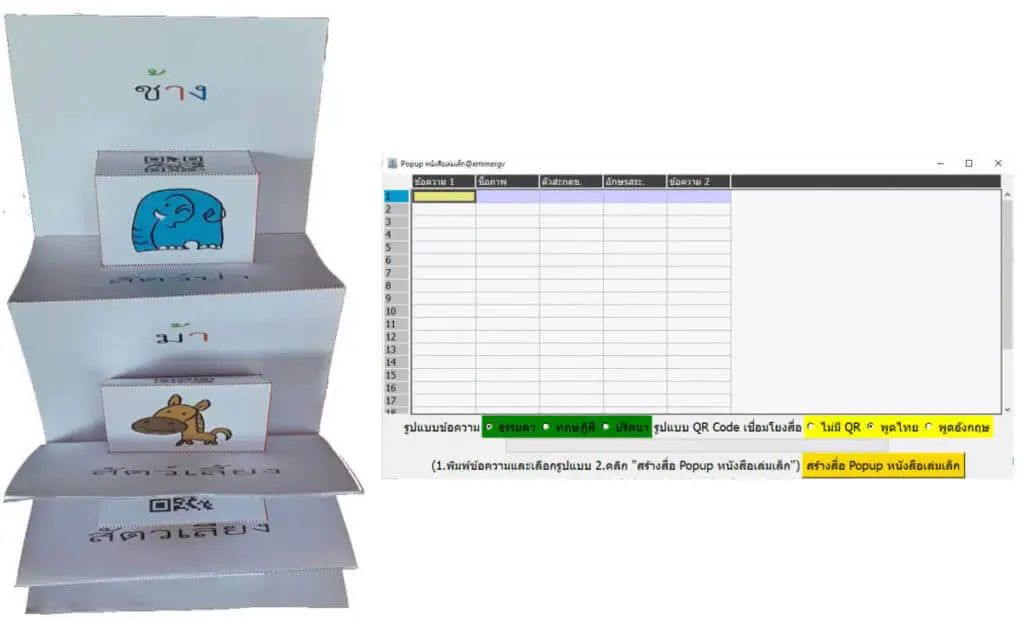 ช้าง
สัตว์ป่า
ม้า
สัตว์เลี้ยง
สัตว์เลี้ยง
Popup หนังสือเล่มเล็ก@emmergv
ข้อความ 1 ชื่อภาพ ตัวสะกดข. อักษรสระ. ข้อความ 2
1
2
3
4
5
6
7
8
9
10
11
12
13
14
15
16
17
18
รูปแบบข้อความ ธรรมดา ทฤษฎีสี ปริศนา รูปแบบ QR Code เชื่อมโยงสื่อ ไม่มี QR พูดไทย พูดอังกฤษ
(1.พิมพ์ข้อความและเลือกรูปแบบ 2.คลิก "สร้างสื่อ Popup หนังสือเล่มเล็ก") สร้างสื่อ Popup หนังสือเล่มเล็ก